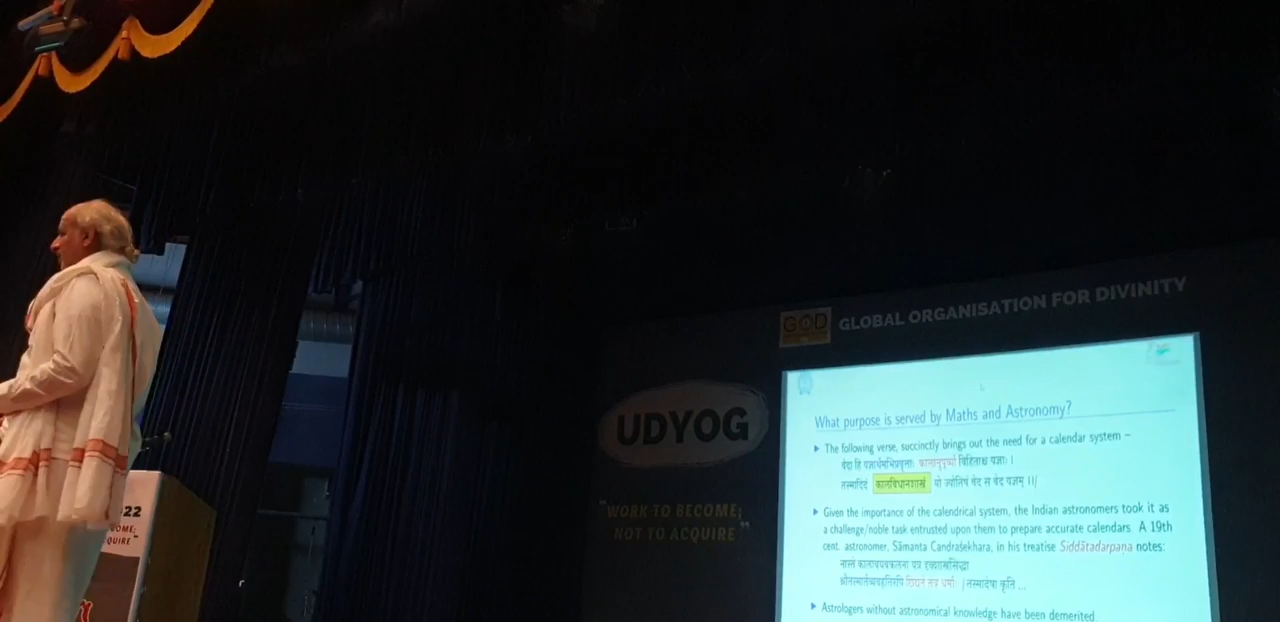 GOD GLOBAL ORGANISATION FOR DIVINITY
UDYOG
"WORK TO BECOME;
NOT TO ACQUIRE"
22
OME;
QUIRE"
What purpose is served by Maths and Astronomy?
▶ The following verse, succinctly brings out the need for a calendar system –
वेदा हि यज्ञार्थमभिप्रवृत्ताः कालानुपूर्व्या विहिताश्च यज्ञाः ।
तस्मादिदं कालविधानशास्त्रं यो ज्योतिषं वेद स वेद यज्ञम् ॥
▶ Given the importance of the calendrical system, the Indian astronomers took it as
a challenge/noble task entrusted upon them to prepare accurate calendars. A 19th
cent. astronomer, Sāmanta Candraśekhara, in his treatise Siddātadarpaṇa notes:
तत्र धर्माः । तस्मादेषा कृति ...
▶ Astrologers without astronomical knowledge have been demerited.